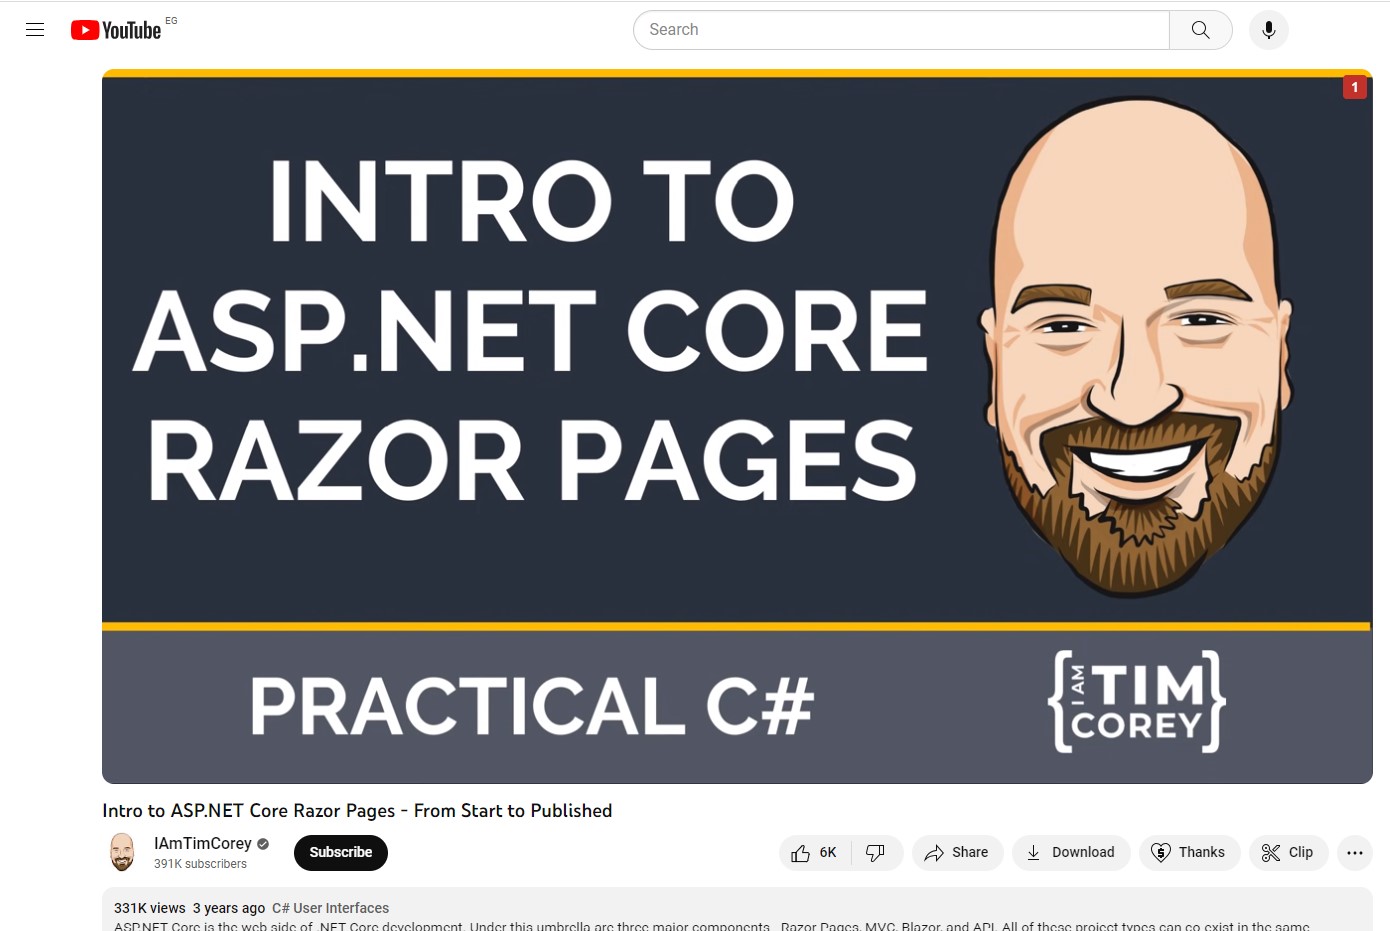 YouTube EG
Search
1
INTRO TO
ASP.NET CORE
RAZOR PAGES
PRACTICAL C#
I AM TIM
COREY
Intro to ASP.NET Core Razor Pages - From Start to Published
IAmTimCorey
391K subscribers
Subscribe
6K
Share
Download
Thanks
Clip
331K views 3 years ago C# User Interfaces
ASP.NET Core is the web side of .NET Core development. Under this umbrella are three major components - Razor Pages, MVC, Blazor, and API. All of these project types can co-exist in the same